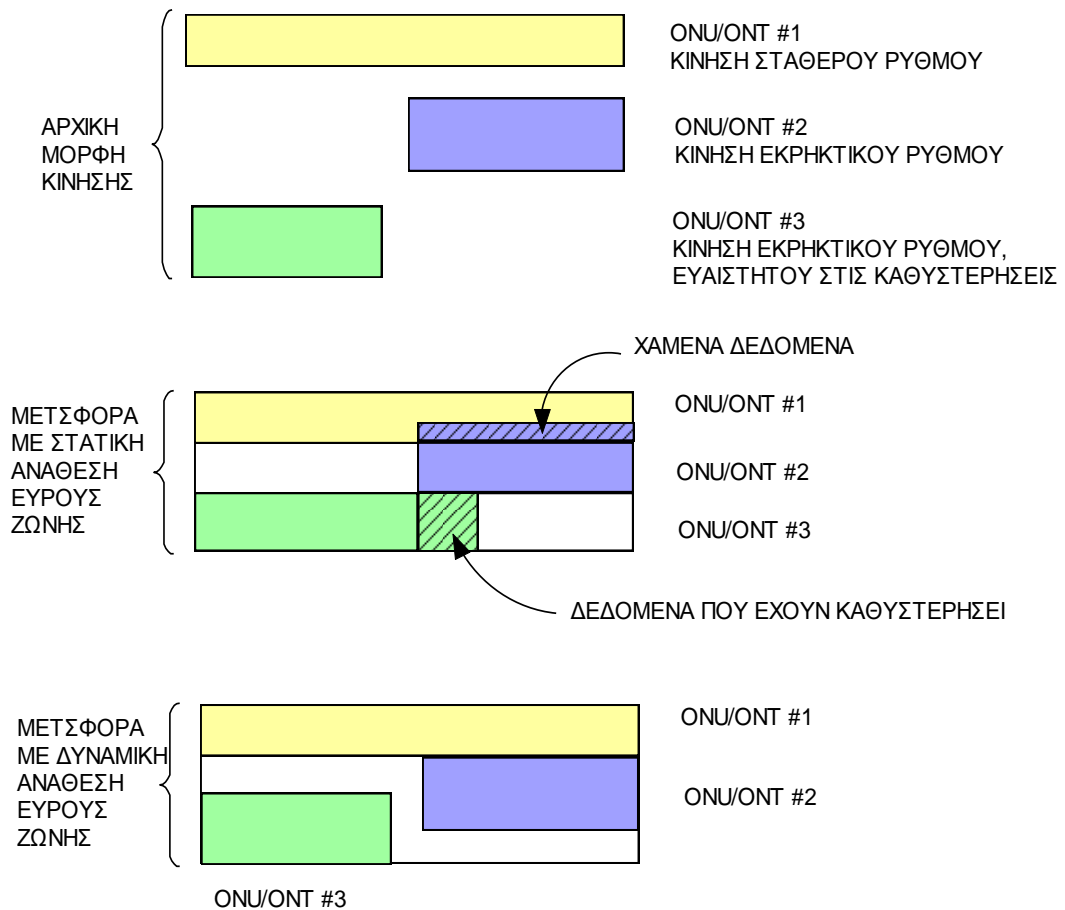 ONU/ONT #1
ΚΙΝΗΣΗ ΣΤΑΘΕΡΟΥ ΡΥΘΜΟΥ
ΑΡΧΙΚΗ
ΜΟΡΦΗ
ΚΙΝΗΣΗΣ
ONU/ONT #2
ΚΙΝΗΣΗ ΕΚΡΗΚΤΙΚΟΥ ΡΥΘΜΟΥ
ONU/ONT #3
ΚΙΝΗΣΗ ΕΚΡΗΚΤΙΚΟΥ ΡΥΘΜΟΥ,
ΕΥΑΙΣΤΗΤΟΥ ΣΤΙΣ ΚΑΘΥΣΤΕΡΗΣΕΙΣ
ΧΑΜΕΝΑ ΔΕΔΟΜΕΝΑ
ΜΕΤΣΦΟΡΑ
ΜΕ ΣΤΑΤΙΚΗ
ΑΝΑΘΕΣΗ
ΕΥΡΟΥΣ
ΖΩΝΗΣ
ONU/ONT #1
ONU/ONT #2
ONU/ONT #3
ΔΕΔΟΜΕΝΑ ΠΟΥ ΕΧΟΥΝ ΚΑΘΥΣΤΕΡΗΣΕΙ
ΜΕΤΣΦΟΡΑ
ΜΕ ΔΥΝΑΜΙΚΗ
ΑΝΑΘΕΣΗ
ΕΥΡΟΥΣ
ΖΩΝΗΣ
ONU/ONT #1
ONU/ONT #2
ONU/ONT #3